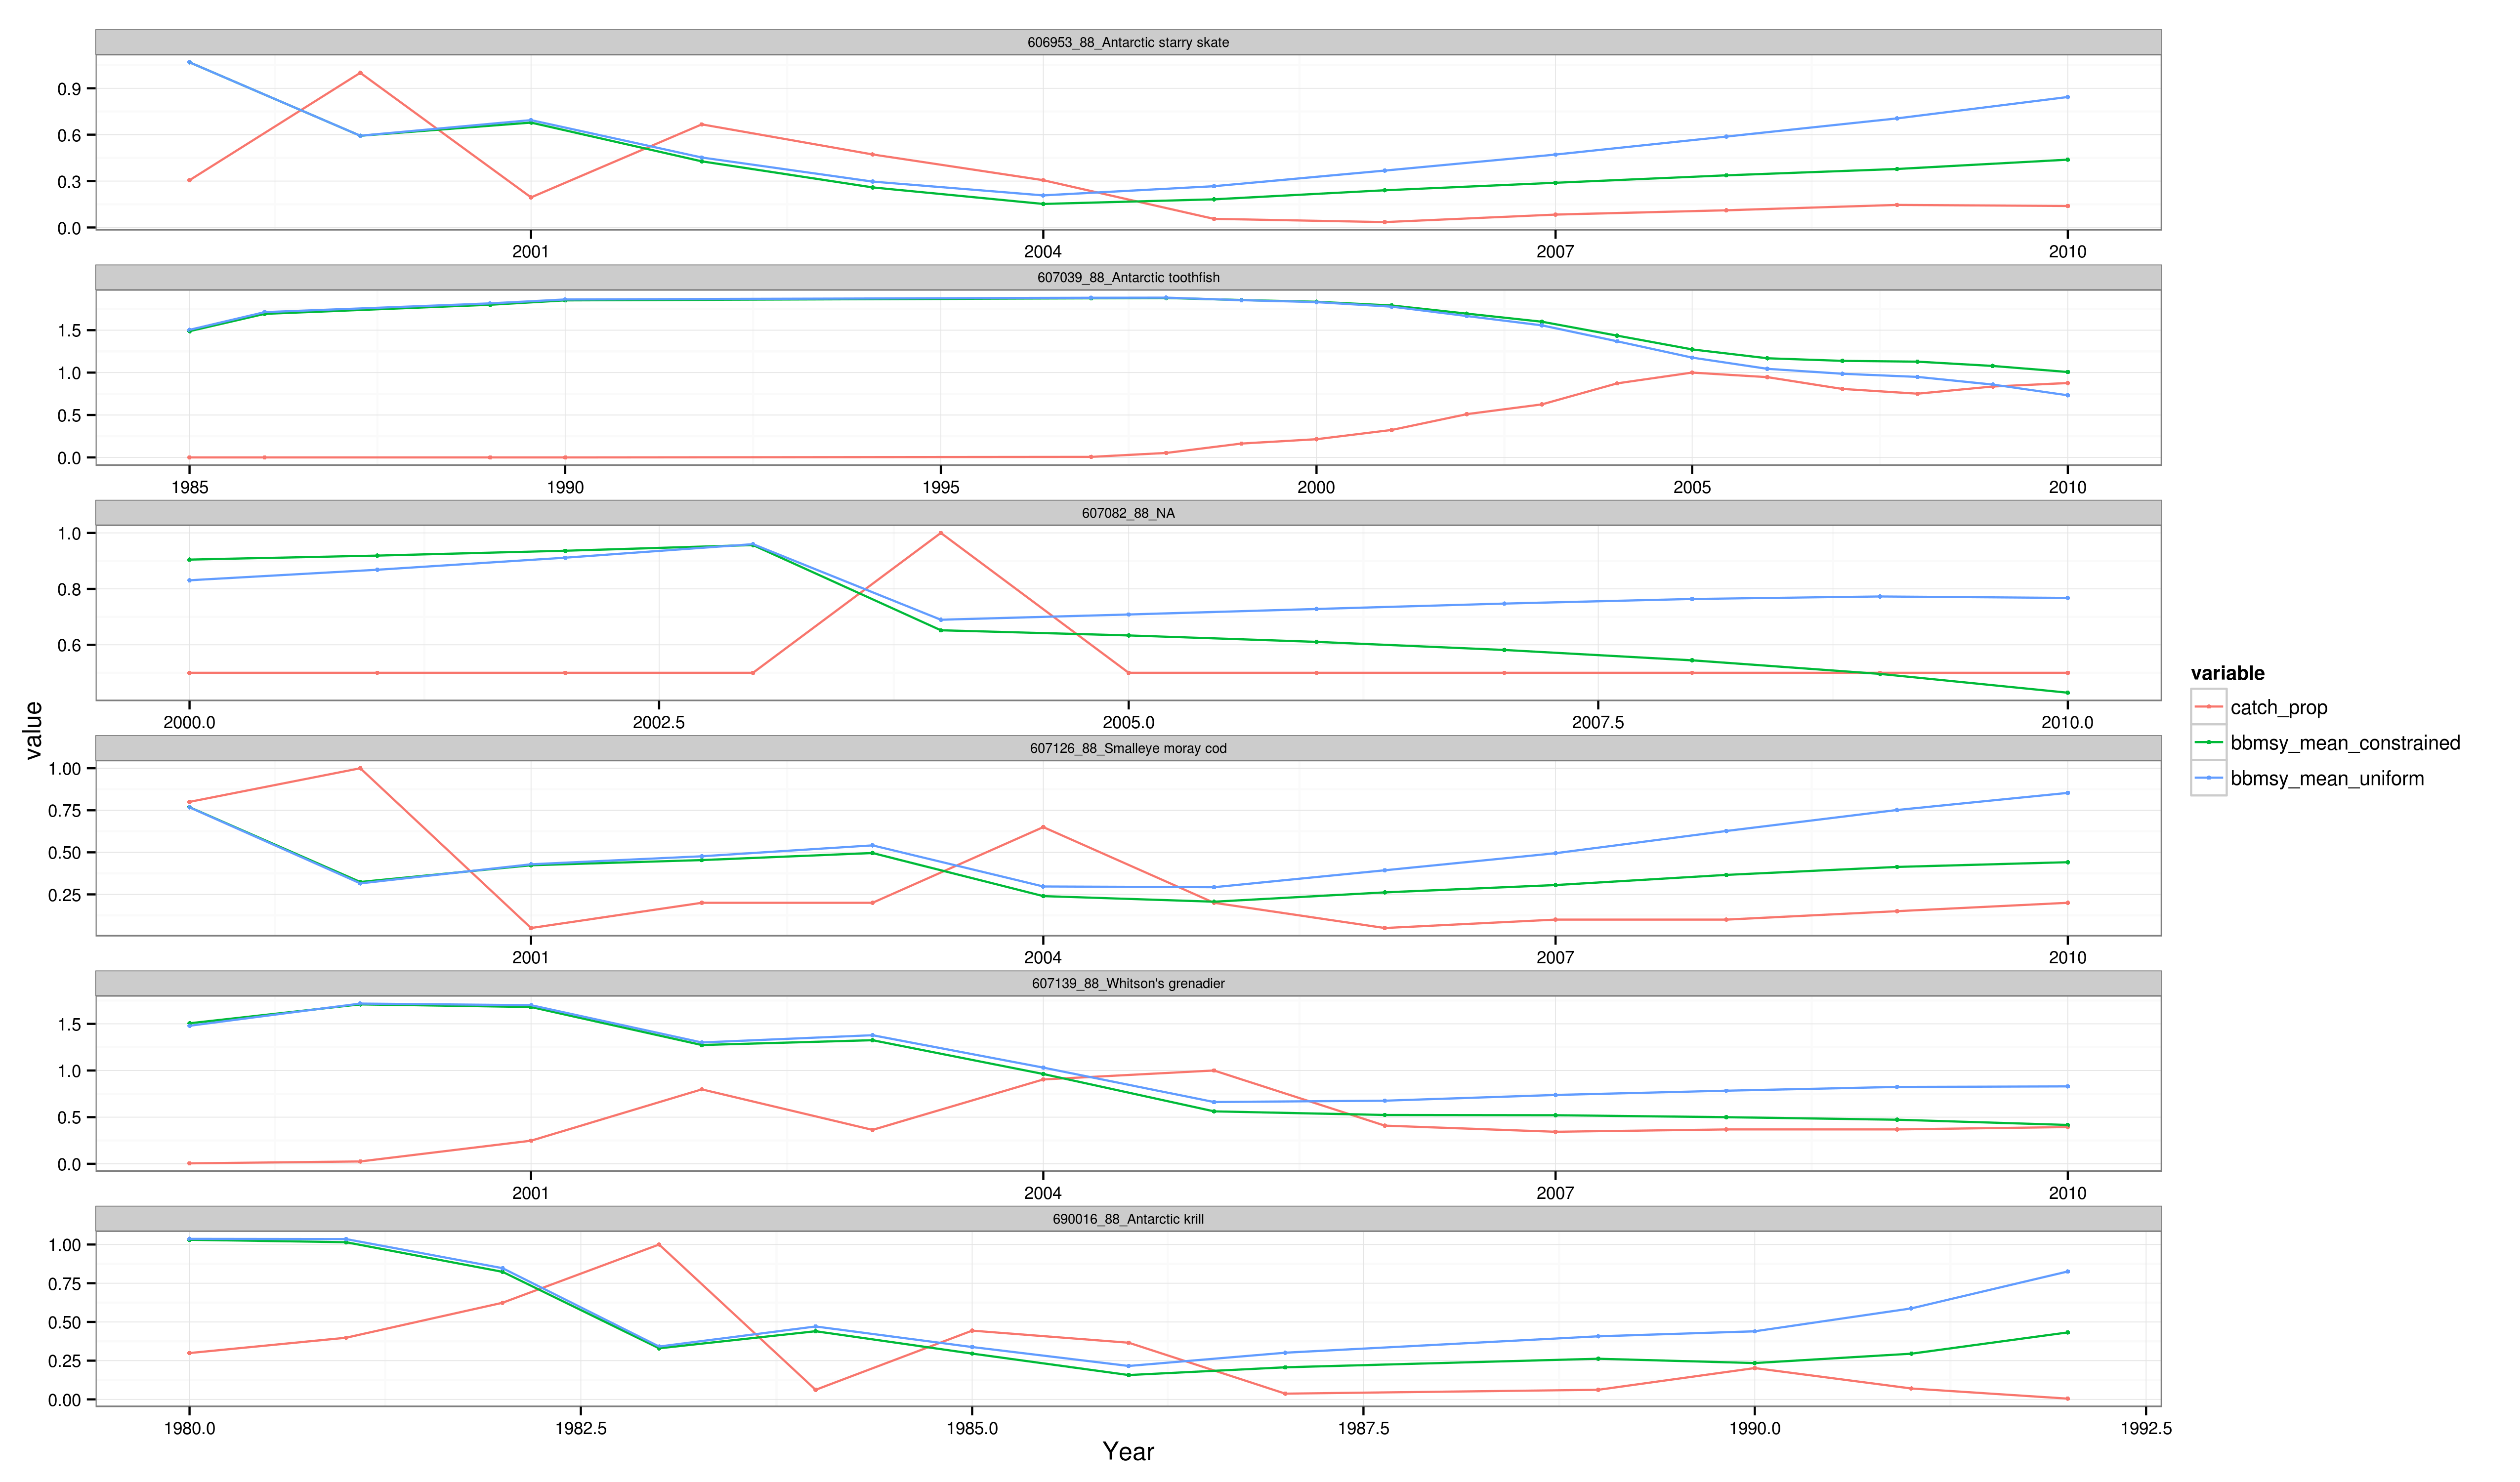 606953_88_Antarctic starry skate
0.9
0.6
0.3
0.0
2001 2004 2007 2010
607039_88_Antarctic toothfish
1.5
1.0
0.5
0.0
1985 1990 1995 2000 2005 2010
607082_88_NA
1.0
0.8
0.6
2000.0 2002.5 2005.0 2007.5 2010.0
607126_88_Smalleye moray cod
1.00
0.75
0.50
0.25
2001 2004 2007 2010
607139_88_Whitson's grenadier
1.5
1.0
0.5
0.0
2001 2004 2007 2010
690016_88_Antarctic krill
1.00
0.75
0.50
0.25
0.00
1980.0 1982.5 1985.0 1987.5 1990.0 1992.5
Year
value
variable
catch_prop
bbmsy_mean_constrained
bbmsy_mean_uniform